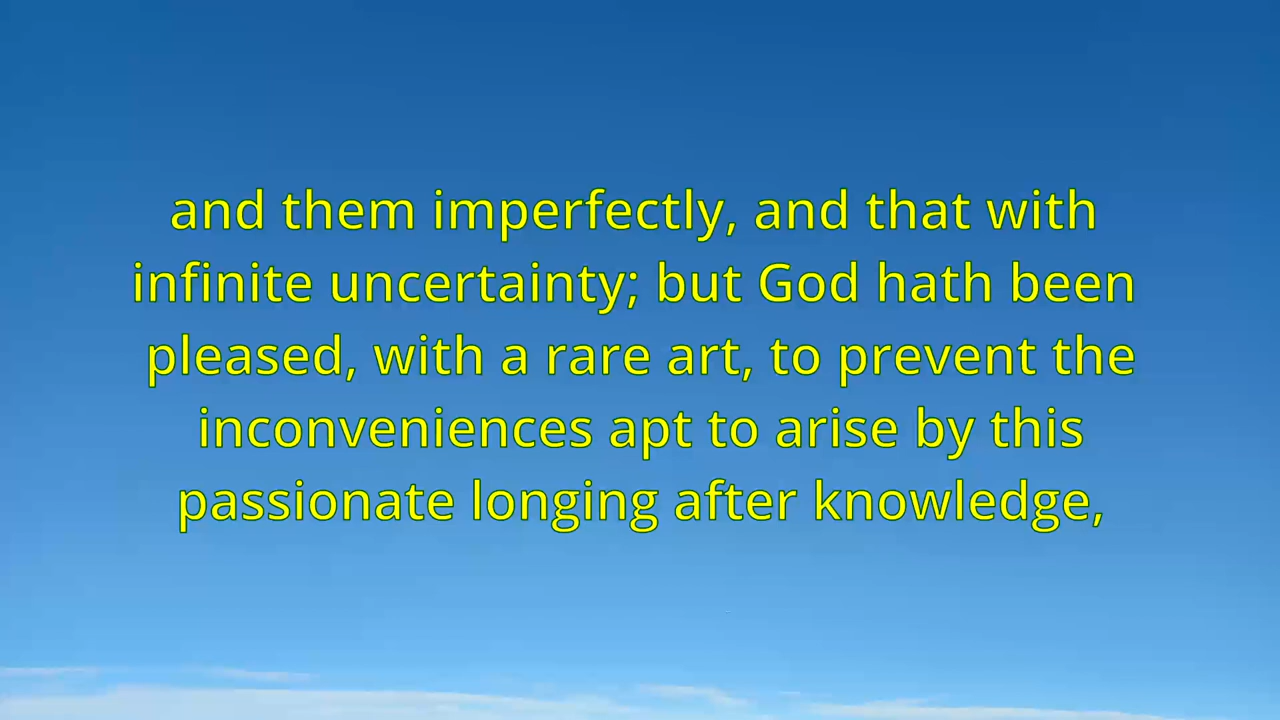 and them imperfectly, and that with
infinite uncertainty; but God hath been
pleased, with a rare art, to prevent the
inconveniences apt to arise by this
passionate longing after knowledge,